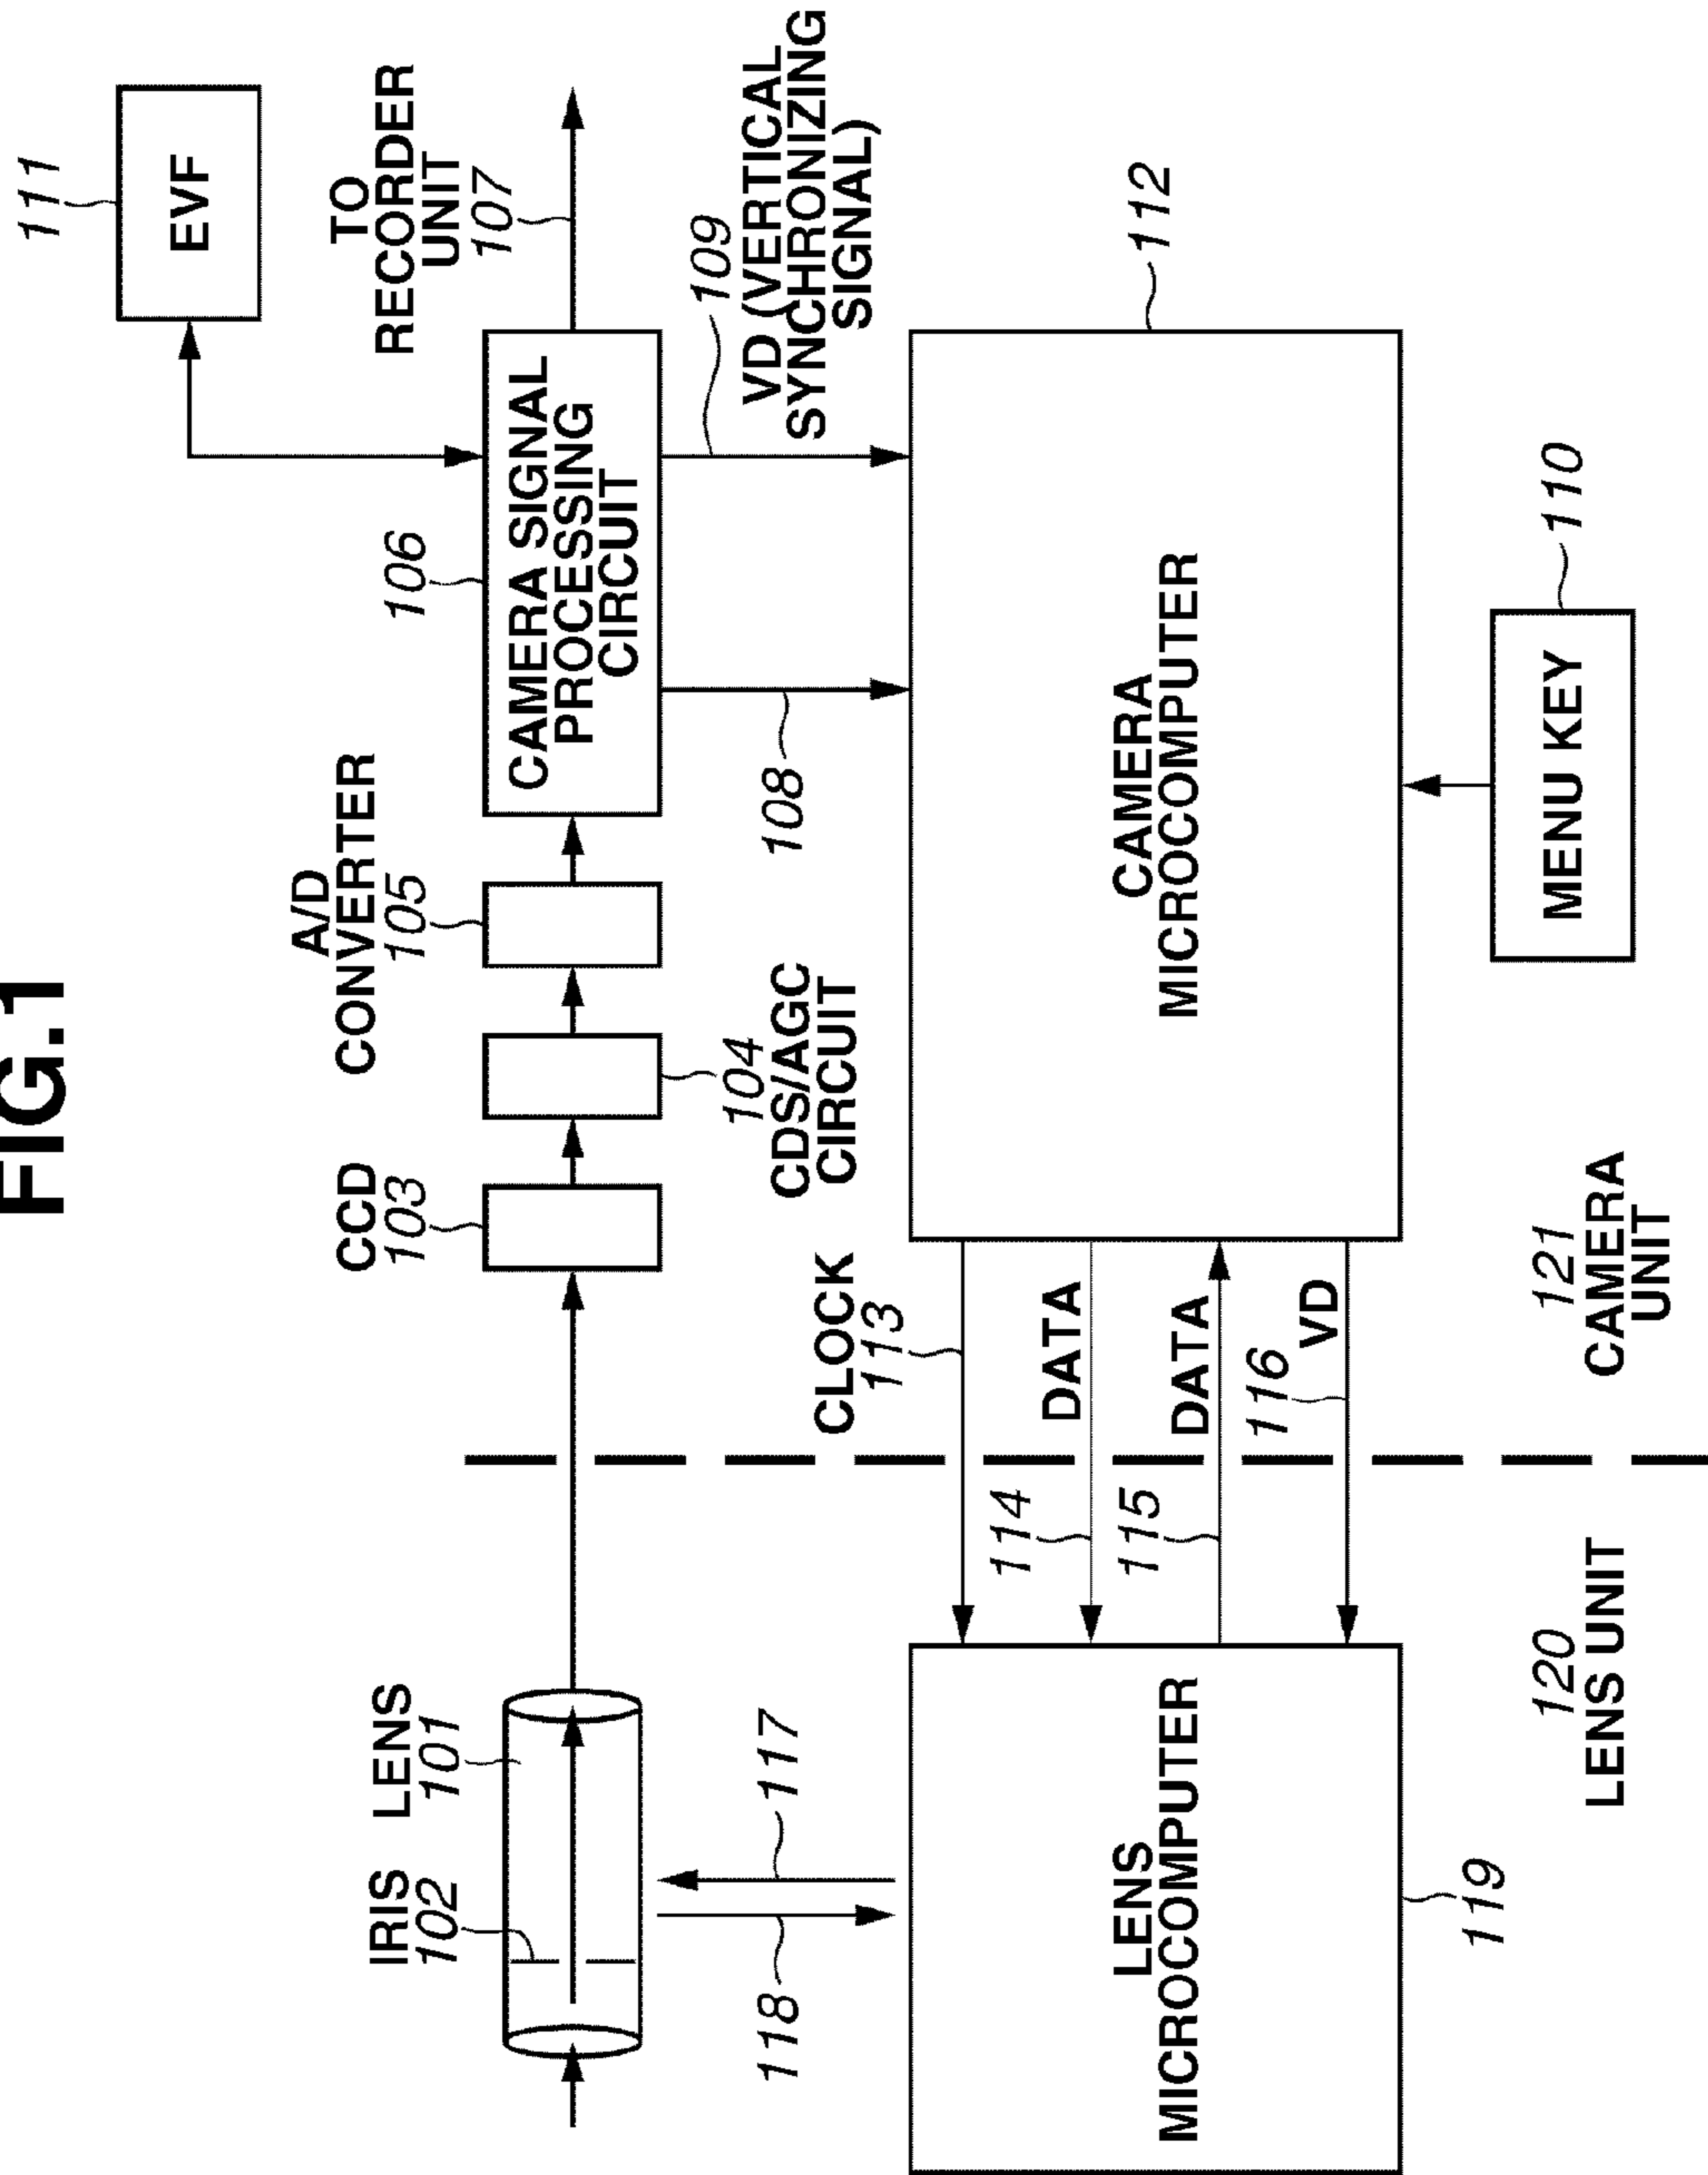 FIG.1
111
EVF
TO
RECORDER
UNIT
107
106
CAMERA SIGNAL
PROCESSING
CIRCUIT
109
VD (VERTICAL
SYNCHRONIZING
SIGNAL)
108
A/D
CONVERTER
105
104
CDS/AGC
CIRCUIT
CCD
103
LENS
101
IRIS
102
117
118
CLOCK
113
DATA
114
DATA
115
116
VD
CAMERA
MICROCOMPUTER
112
MENU KEY
110
LENS
MICROCOMPUTER
119
120
LENS UNIT
121
CAMERA
UNIT